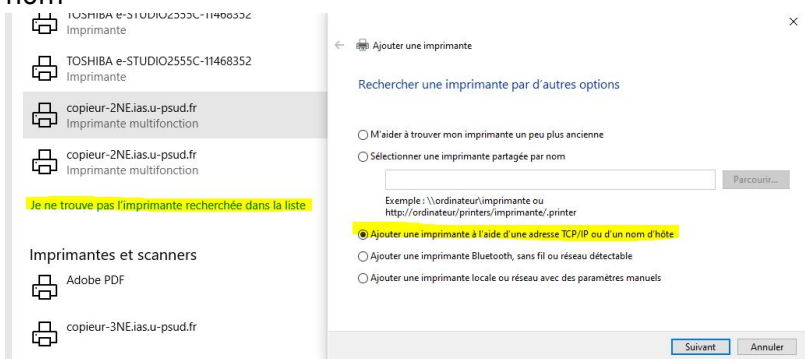 nom
TOSHIBA e-STUDIO2555C-11468352
Imprimante
TOSHIBA e-STUDIO2555C-11468352
Imprimante
copieur-2NE.ias.u-psud.fr
Imprimante multifonction
copieur-2NE.ias.u-psud.fr
Imprimante multifonction
Je ne trouve pas l'imprimante recherchée dans la liste
Imprimantes et scanners
Adobe PDF
copieur-3NE.ias.u-psud.fr
Ajouter une imprimante
Rechercher une imprimante par d'autres options
M'aider à trouver mon imprimante un peu plus ancienne
Sélectionner une imprimante partagée par nom
Parcourir...
Exemple : \\ordinateur\imprimante ou
http://ordinateur/printers/imprimante/.printer
Ajouter une imprimante à l'aide d'une adresse TCP/IP ou d'un nom d'hôte
Ajouter une imprimante Bluetooth, sans fil ou réseau détectable
Ajouter une imprimante locale ou réseau avec des paramètres manuels
Suivant
Annuler